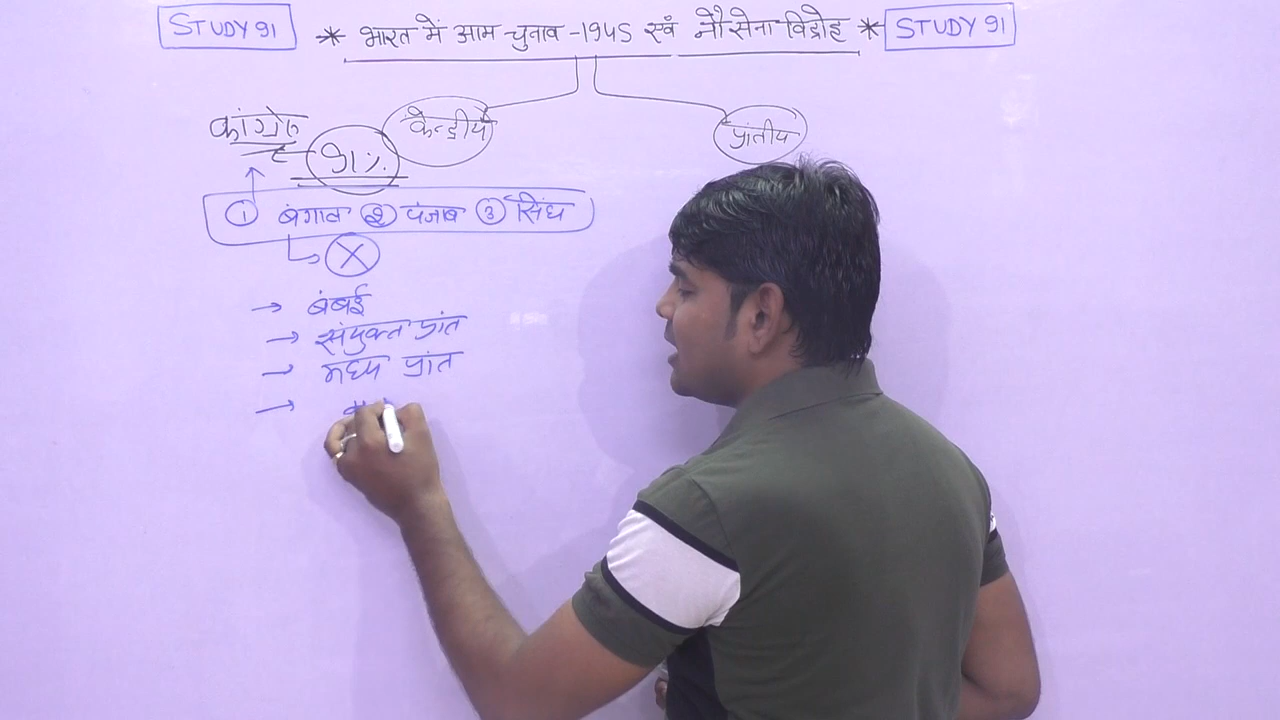 STUDY 91 * भारत में आम चुनाव - 1945 एवं नौसेना विद्रोह * STUDY 91
कांग्रेस 91% केन्द्रीय प्रांतीय
① बंगाल ② पंजाब ③ सिंध
X
→ बंबई
→ संयुक्त प्रांत
→ मध्य प्रांत
→